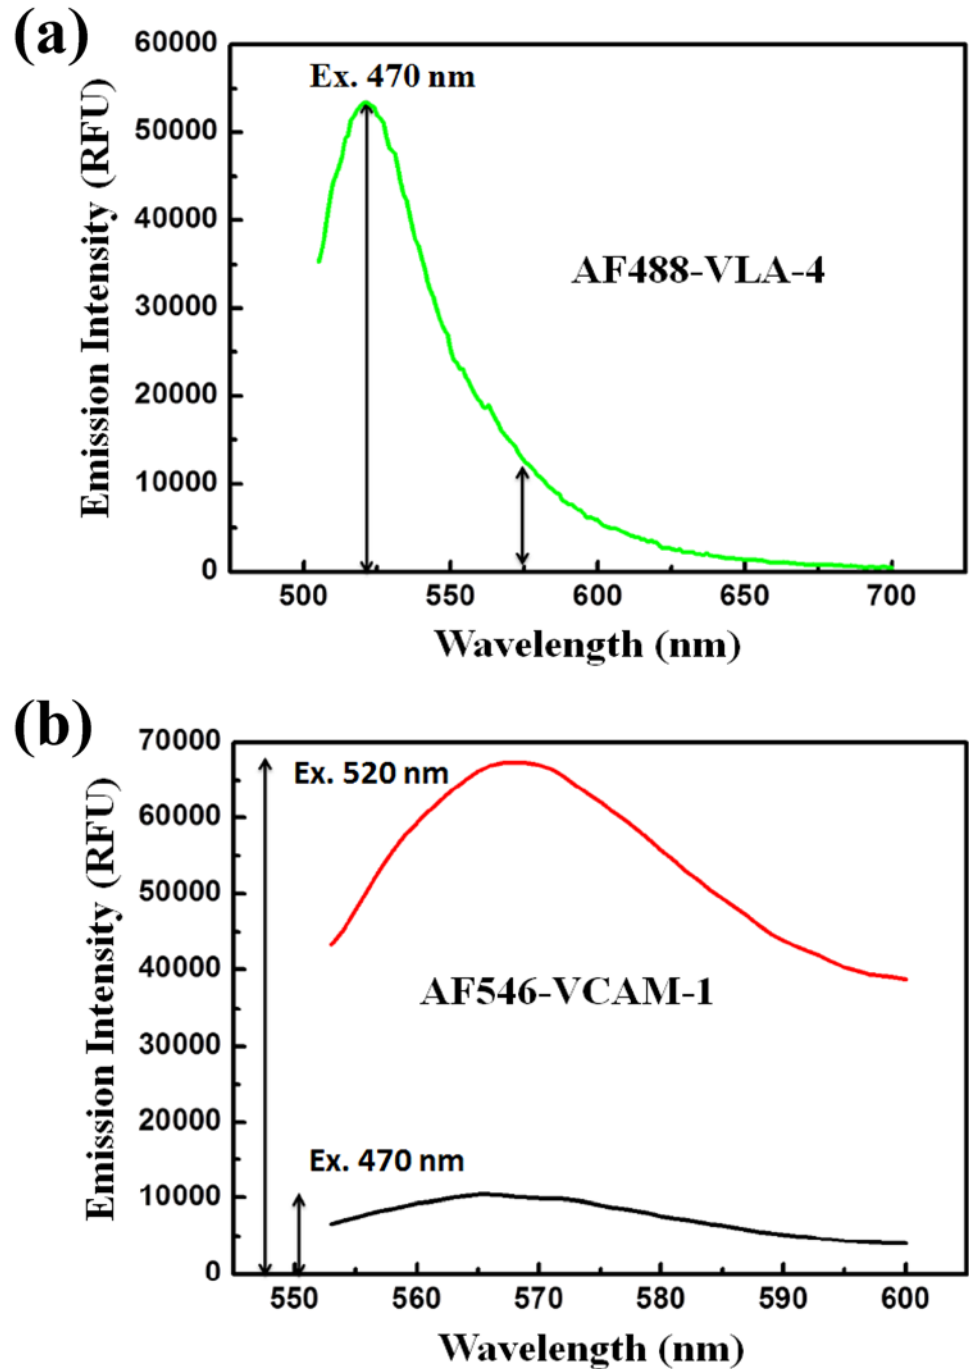 (a)
60000
50000
40000
30000
20000
10000
0
Emission Intensity (RFU)
Ex. 470 nm
AF488-VLA-4
500 550 600 650 700
Wavelength (nm)
(b)
70000
60000
50000
40000
30000
20000
10000
0
Emission Intensity (RFU)
Ex. 520 nm
AF546-VCAM-1
Ex. 470 nm
550 560 570 580 590 600
Wavelength (nm)